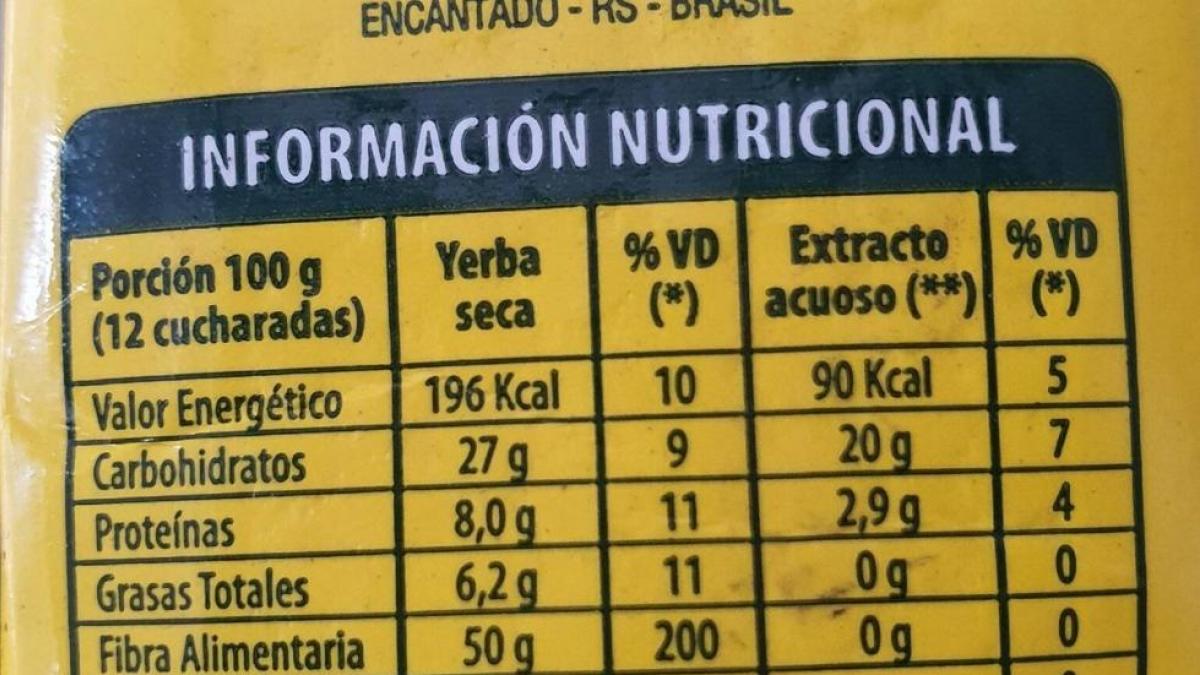 ENCANTADO - RS - BRASIL
INFORMACIÓN NUTRICIONAL
Porción 100 g
(12 cucharadas)
Yerba
seca
% VD
(*)
Extracto
acuoso (**)
% VD
(*)
Valor Energético 196 Kcal 10 90 Kcal 5
Carbohidratos 27 g 9 20 g 7
Proteínas 8,0 g 11 2,9 g 4
Grasas Totales 6,2 g 11 0 g 0
Fibra Alimentaria 50 g 200 0 g 0